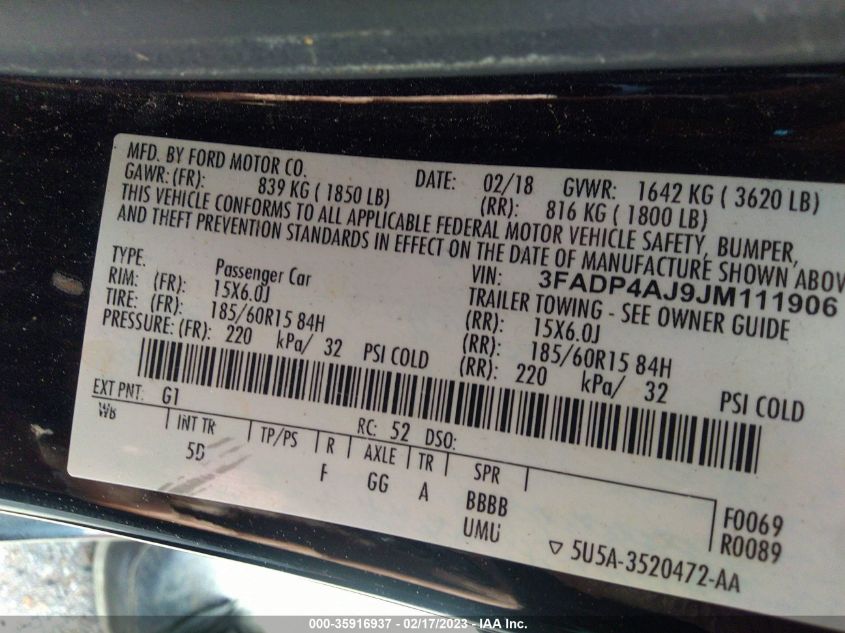 MFD. BY FORD MOTOR CO.
DATE: 02/18 GVWR: 1642 KG ( 3620 LB)
GAWR: (FR): 839 KG ( 1850 LB) (RR): 816 KG ( 1800 LB)
THIS VEHICLE CONFORMS TO ALL APPLICABLE FEDERAL MOTOR VEHICLE SAFETY, BUMPER,
AND THEFT PREVENTION STANDARDS IN EFFECT ON THE DATE OF MANUFACTURE SHOWN ABOV
VIN: 3FADP4AJ9JM111906
TYPE: Passenger Car TRAILER TOWING - SEE OWNER GUIDE
RIM: (FR): 15X6.0J (RR): 15X6.0J
TIRE: (FR): 185/60R15 84H (RR): 185/60R15 84H
PRESSURE: (FR): 220 kPa/ 32 PSI COLD (RR): 220 kPa/ 32 PSI COLD
EXT PNT: G1 RC: 52 DSO:
WB INT TR TP/PS R AXLE TR SPR
5D F GG A BBBB
UMU
F0069
R0089
▽ 5U5A-3520472-AA
000-35916937 - 02/17/2023 - IAA Inc.